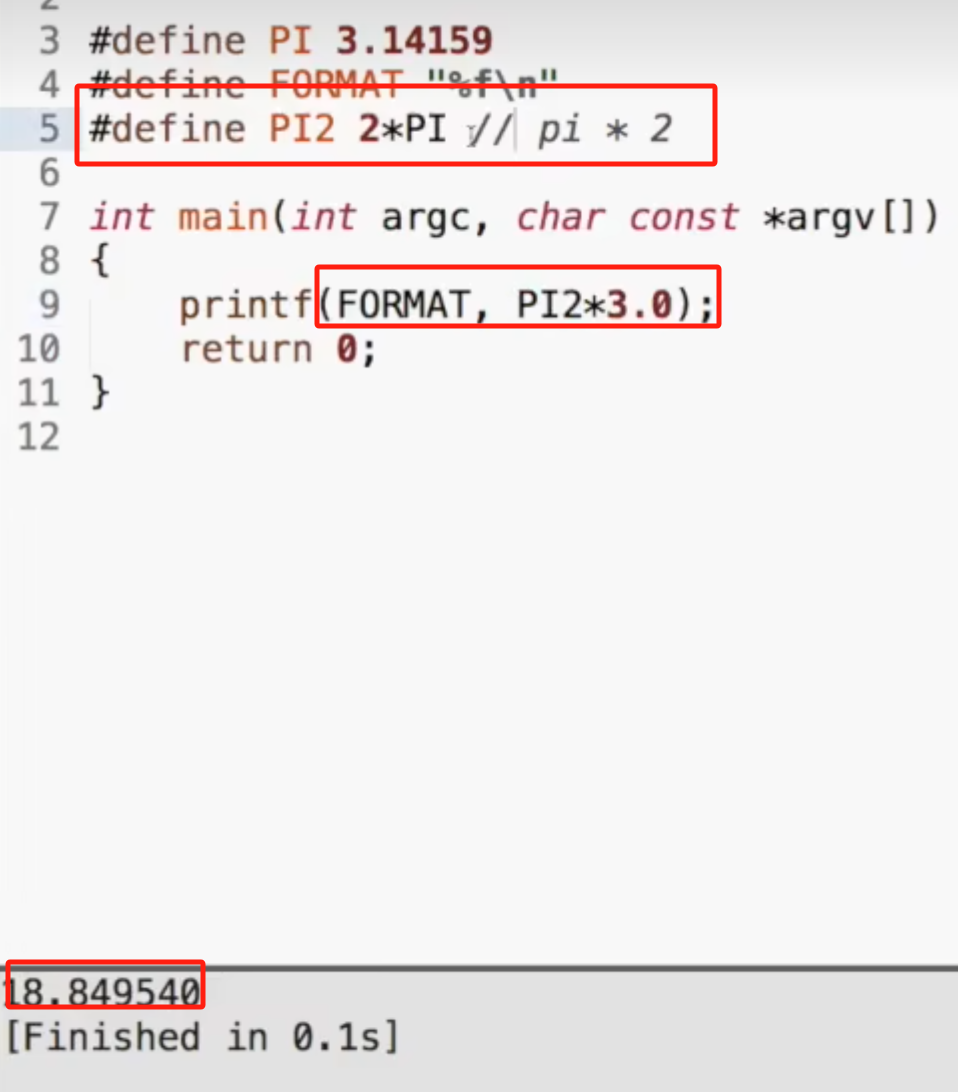 2
3 #define PI 3.14159
4 #define FORMAT "%f\n"
5 #define PI2 2*PI // pi * 2
6
7 int main(int argc, char const *argv[])
8 {
9 printf(FORMAT, PI2*3.0);
10 return 0;
11 }
12
18.849540
[Finished in 0.1s]